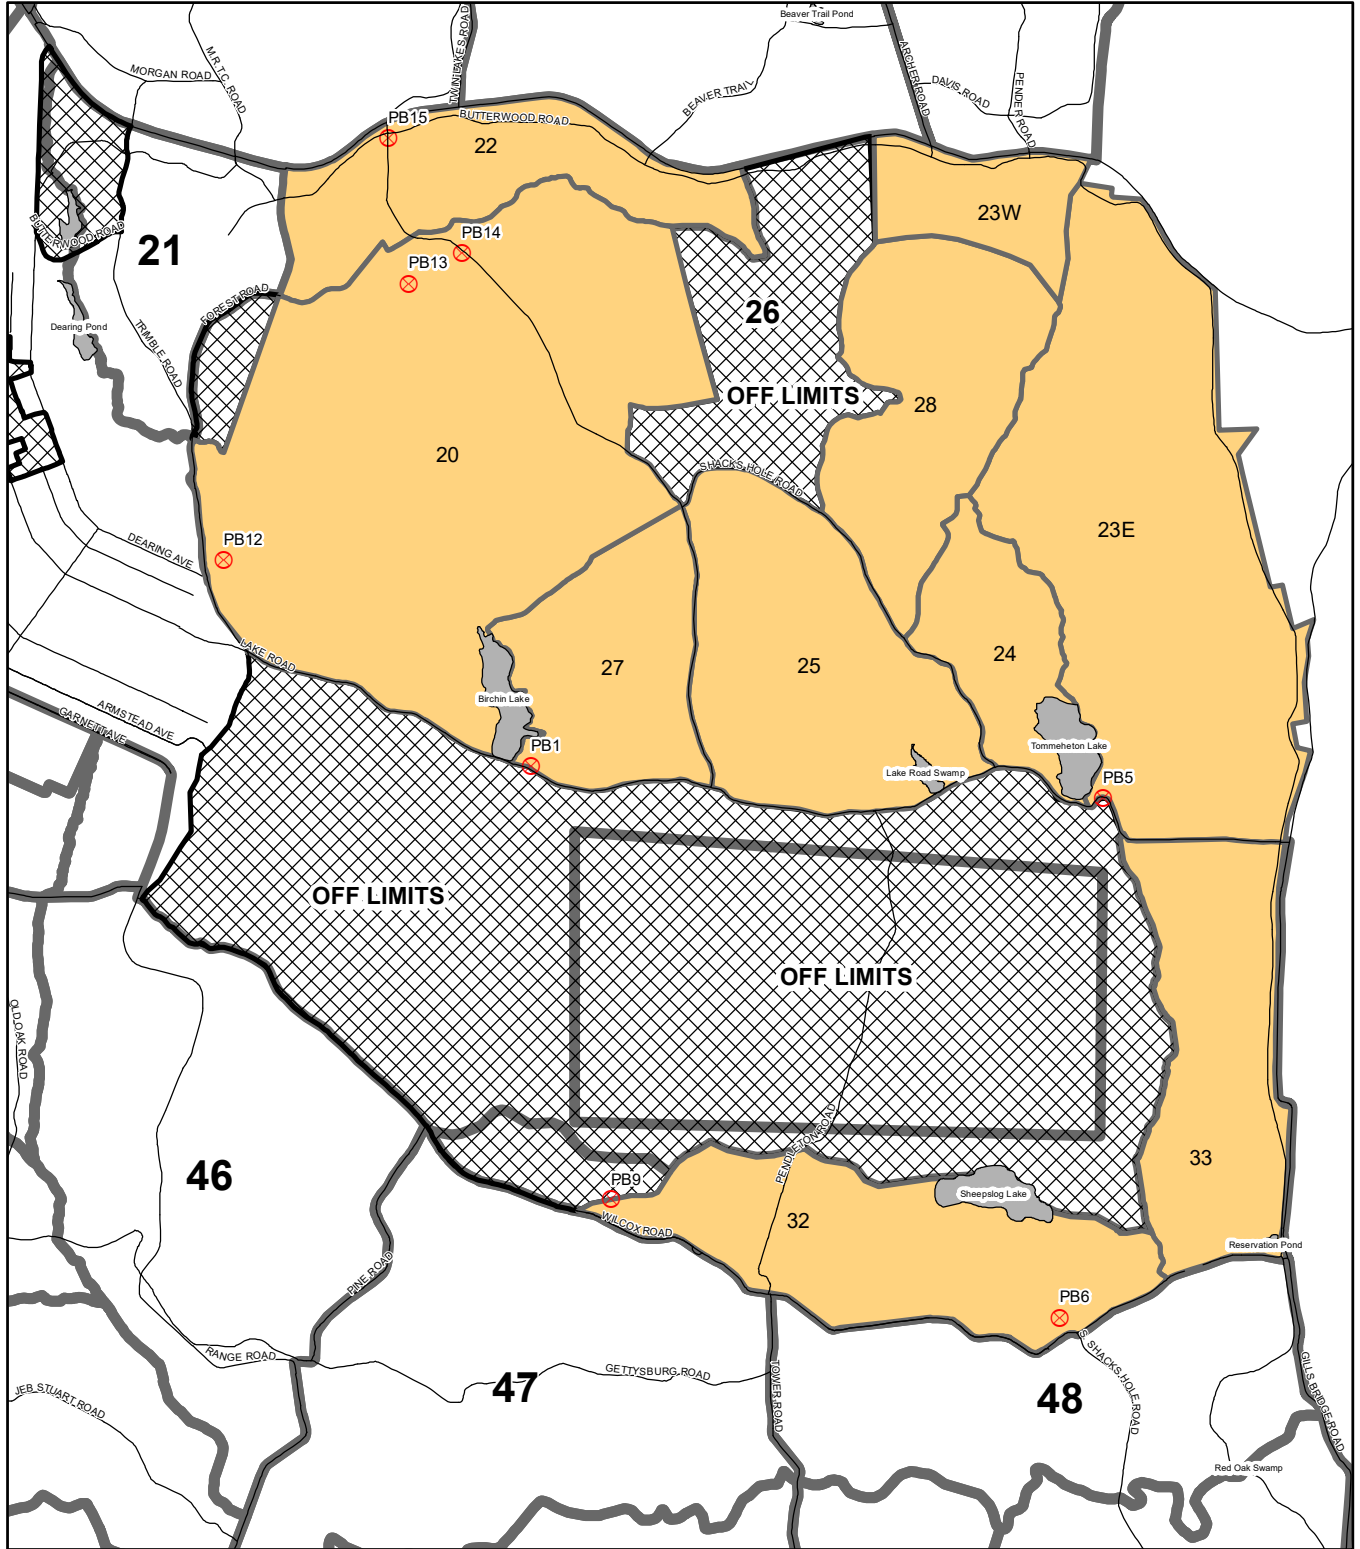 Beaver Trail Pond
MORGAN ROAD
M.R.T.C. ROAD
TWIN LAKES ROAD
BEAVER TRAIL
ARCHER ROAD
DAVIS ROAD
PENDER ROAD
PB15
BUTTERWOOD ROAD
22
23W
BUTTERWOOD ROAD
21
PB14
PB13
FOREST ROAD
26
Dearing Pond
TRIMBLE ROAD
OFF LIMITS
28
20
SHACKS HOLE ROAD
23E
DEARING AVE
PB12
LAKE ROAD
27
25
24
Birchin Lake
ARMSTEAD AVE
GARNETT AVE
PB1
Tommeheton Lake
Lake Road Swamp
PB5
OFF LIMITS
OFF LIMITS
OLD OAK ROAD
PENDLETON ROAD
46
33
PB9
Sheepslog Lake
WILCOX ROAD
32
Reservation Pond
PINE ROAD
PB6
RANGE ROAD
GETTYSBURG ROAD
TOWER ROAD
S. SHACKS HOLE ROAD
GILLS BRIDGE ROAD
JEB STUART ROAD
47
48
Red Oak Swamp